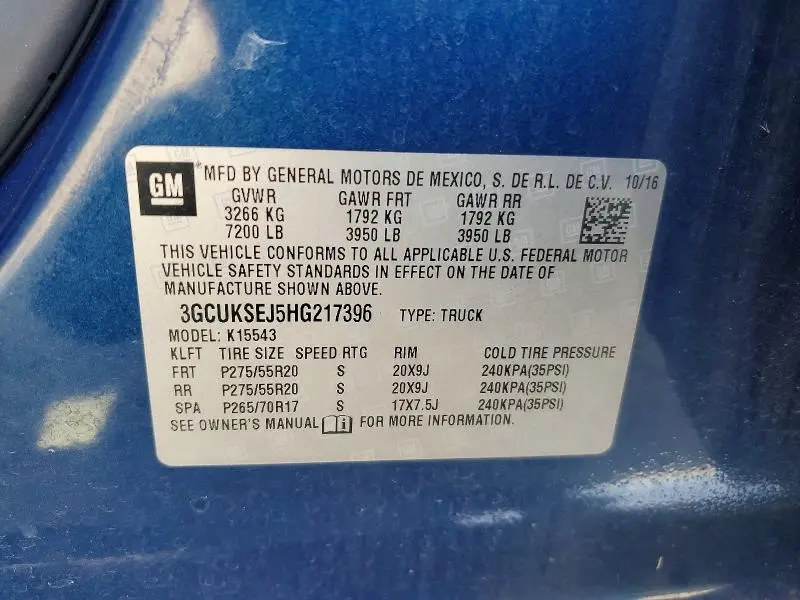 GM *MFD BY GENERAL MOTORS DE MEXICO, S. DE R.L. DE C.V. 10/16
GVWR GAWR FRT GAWR RR
3266 KG 1792 KG 1792 KG
7200 LB 3950 LB 3950 LB
THIS VEHICLE CONFORMS TO ALL APPLICABLE U.S. FEDERAL MOTOR
VEHICLE SAFETY STANDARDS IN EFFECT ON THE DATE OF
MANUFACTURE SHOWN ABOVE.
3GCUKSEJ5HG217396 TYPE: TRUCK
MODEL: K15543
KLFT TIRE SIZE SPEED RTG RIM COLD TIRE PRESSURE
FRT P275/55R20 S 20X9J 240KPA(35PSI)
RR P275/55R20 S 20X9J 240KPA(35PSI)
SPA P265/70R17 S 17X7.5J 240KPA(35PSI)
SEE OWNER'S MANUAL i FOR MORE INFORMATION.